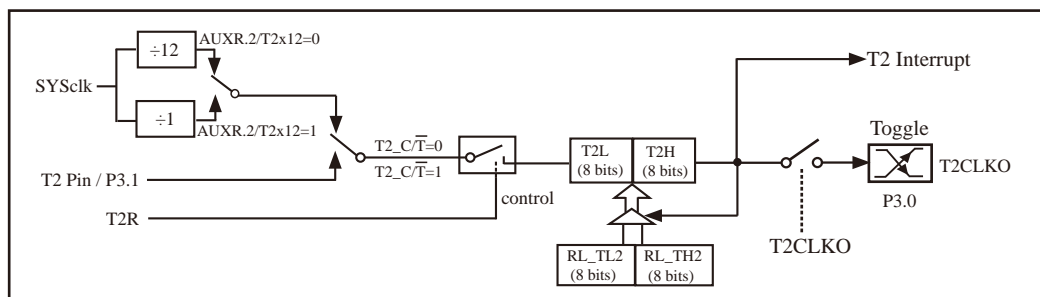 ÷12
AUXR.2/T2x12=0
SYSclk
÷1
AUXR.2/T2x12=1
T2 Pin / P3.1
T2_C/T̅=0
T2_C/T̅=1
T2R
control
T2L
(8 bits)
T2H
(8 bits)
RL_TL2
(8 bits)
RL_TH2
(8 bits)
T2 Interrupt
Toggle
T2CLKO
P3.0
T2CLKO